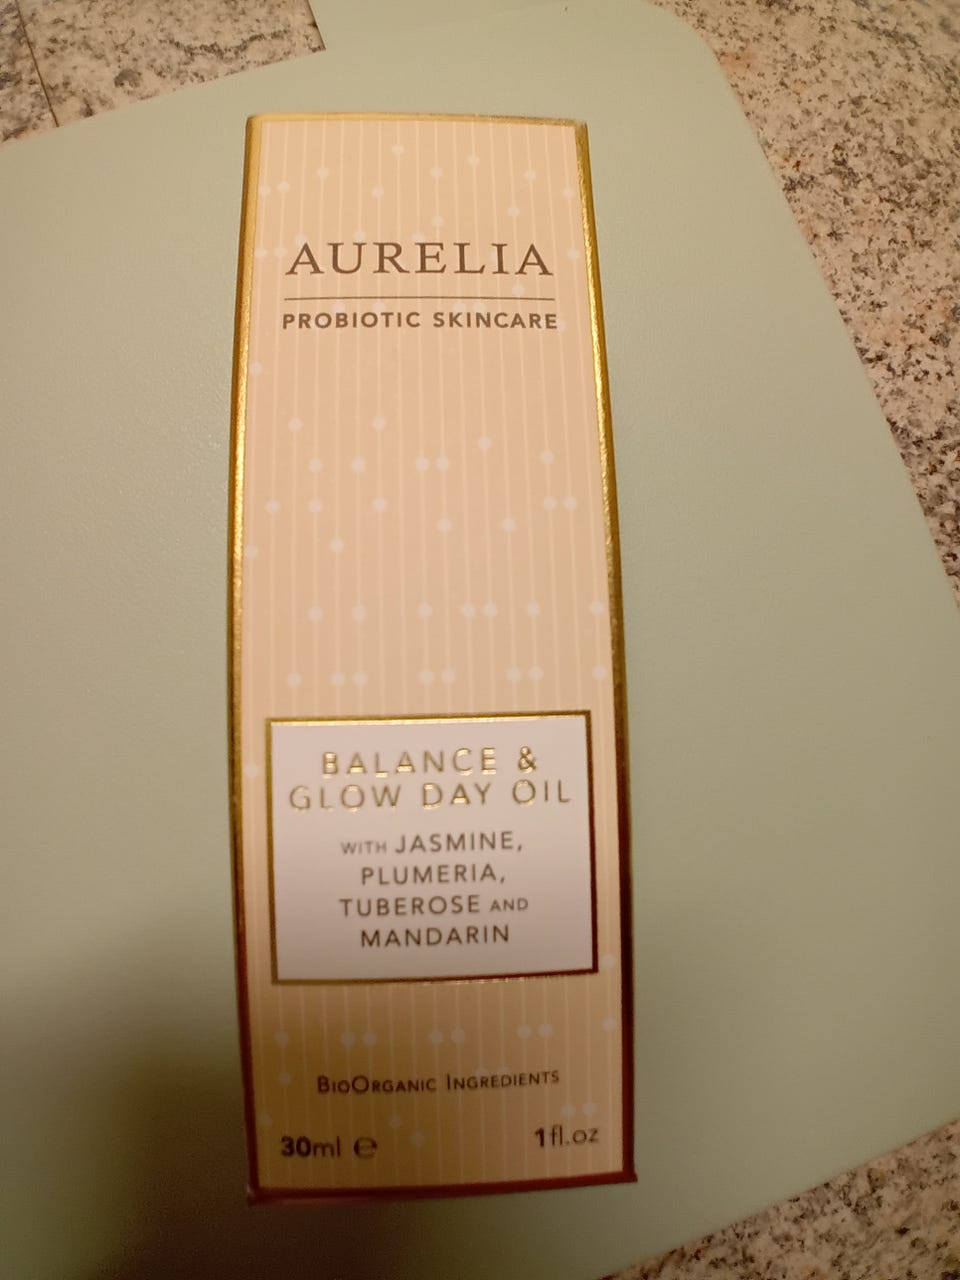 AURELIA
PROBIOTIC SKINCARE
BALANCE &
GLOW DAY OIL
WITH JASMINE,
PLUMERIA,
TUBEROSE AND
MANDARIN
BIOORGANIC INGREDIENTS
30ml ℮
1fl.oz